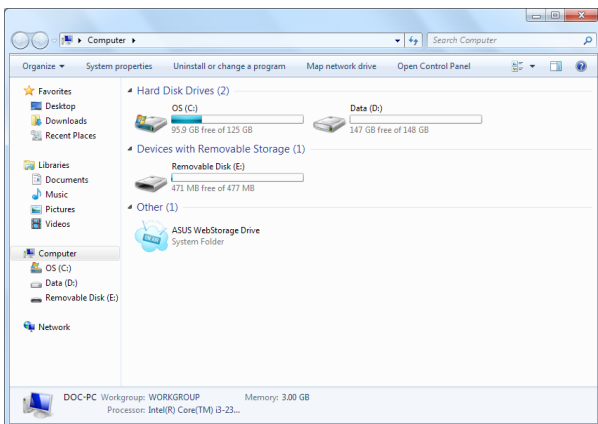 Computer
Search Computer
Organize
System properties
Uninstall or change a program
Map network drive
Open Control Panel
Favorites
Desktop
Downloads
Recent Places
Libraries
Documents
Music
Pictures
Videos
Computer
OS (C:)
Data (D:)
Removable Disk (E:)
Network
Hard Disk Drives (2)
OS (C:)
95.9 GB free of 125 GB
Data (D:)
147 GB free of 148 GB
Devices with Removable Storage (1)
Removable Disk (E:)
471 MB free of 477 MB
Other (1)
ASUS WebStorage Drive
System Folder
DOC-PC Workgroup: WORKGROUP Memory: 3.00 GB
Processor: Intel(R) Core(TM) i3-23...